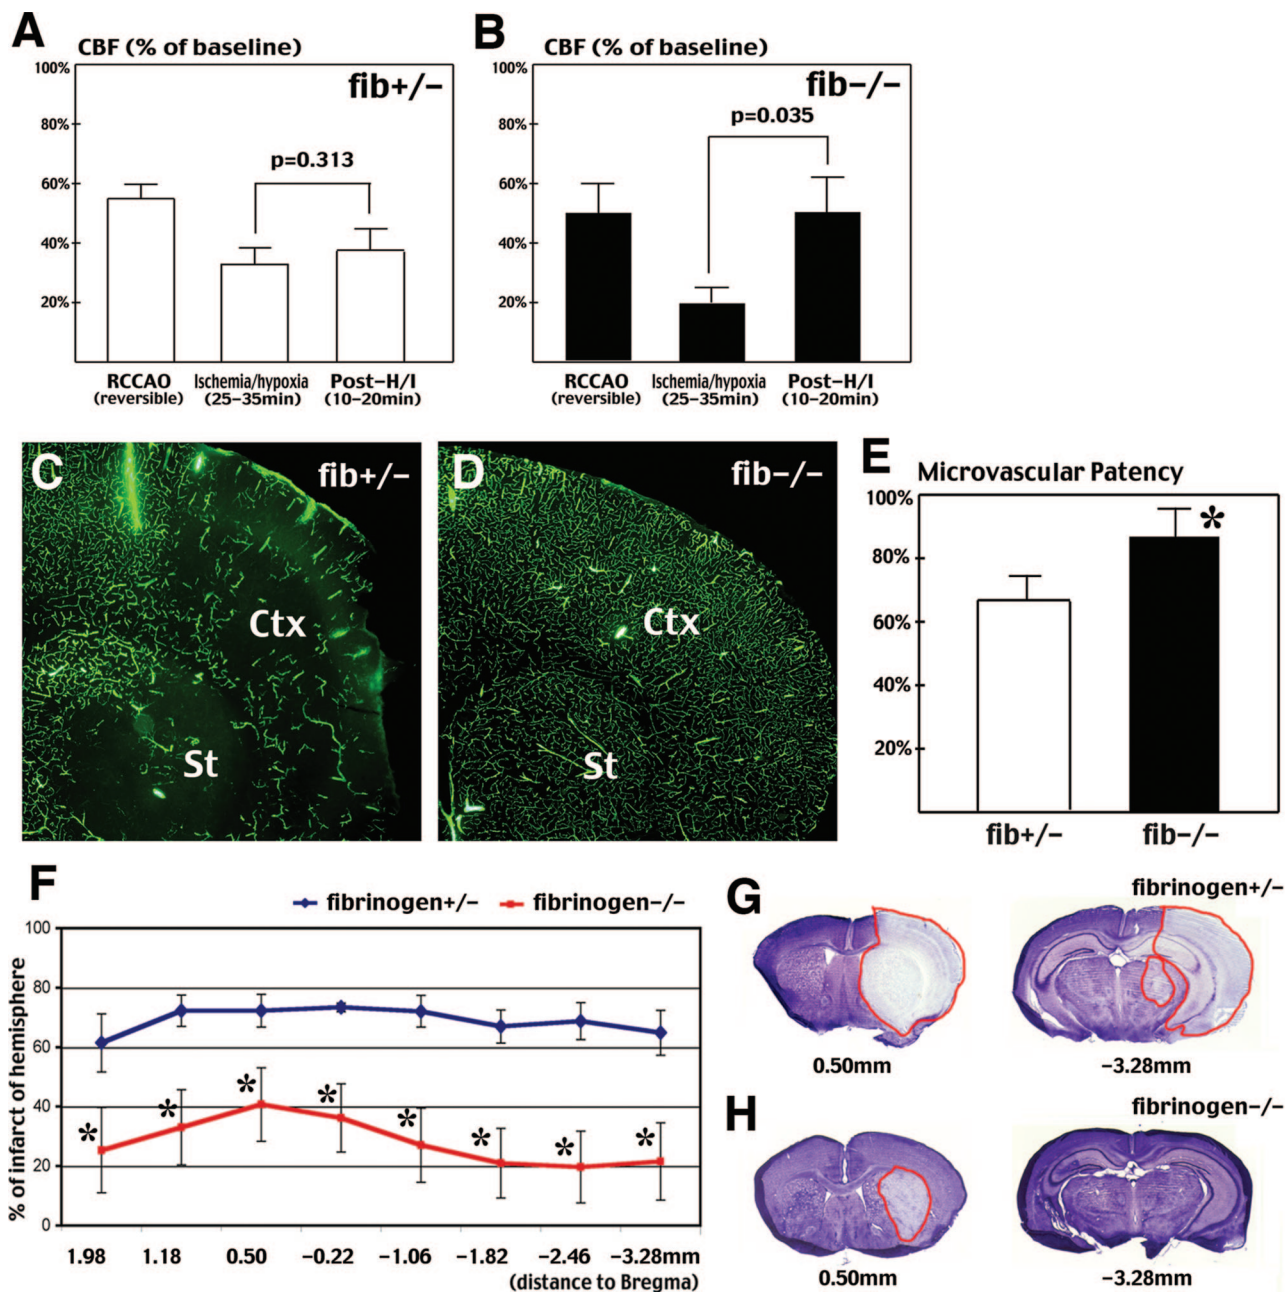 A
CBF (% of baseline)
fib+/−
100%
80%
60%
40%
20%
p=0.313
RCCAO
(reversible)
Ischemia/hypoxia
(25−35min)
Post−H/I
(10−20min)
B
CBF (% of baseline)
fib−/−
100%
80%
60%
40%
20%
p=0.035
RCCAO
(reversible)
Ischemia/hypoxia
(25−35min)
Post−H/I
(10−20min)
C
fib+/−
Ctx
St
D
fib−/−
Ctx
St
E
Microvascular Patency
100%
80%
60%
40%
20%
*
fib+/−
fib−/−
F
fibrinogen+/−
fibrinogen−/−
% of infarct of hemisphere
100
80
60
40
20
0
* * * * * * * *
1.98 1.18 0.50 −0.22 −1.06 −1.82 −2.46 −3.28mm
(distance to Bregma)
G
fibrinogen+/−
0.50mm
−3.28mm
H
fibrinogen−/−
0.50mm
−3.28mm